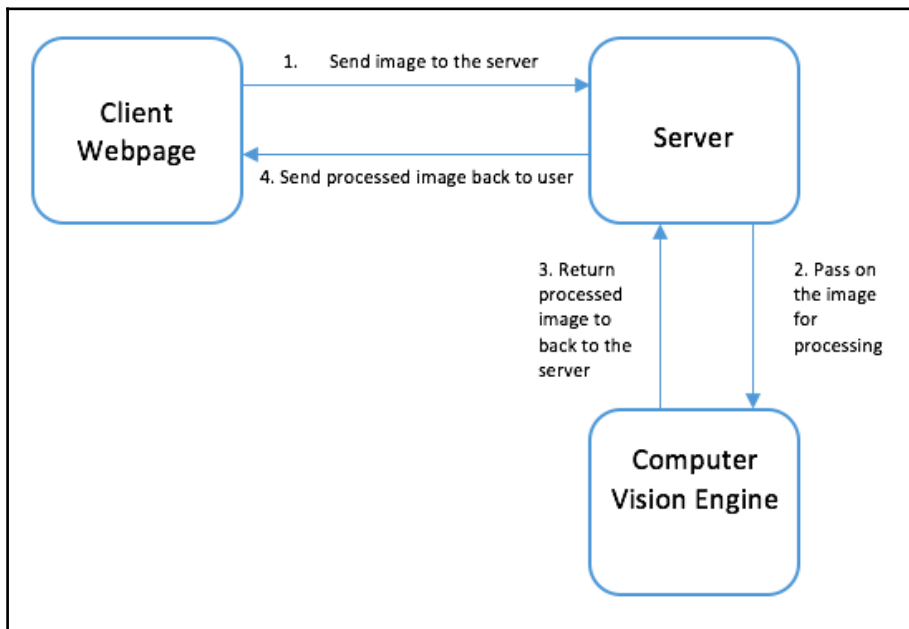 1. Send image to the server
Client
Webpage
Server
4. Send processed image back to user
3. Return
processed
image to
back to the
server
2. Pass on
the image
for
processing
Computer
Vision Engine